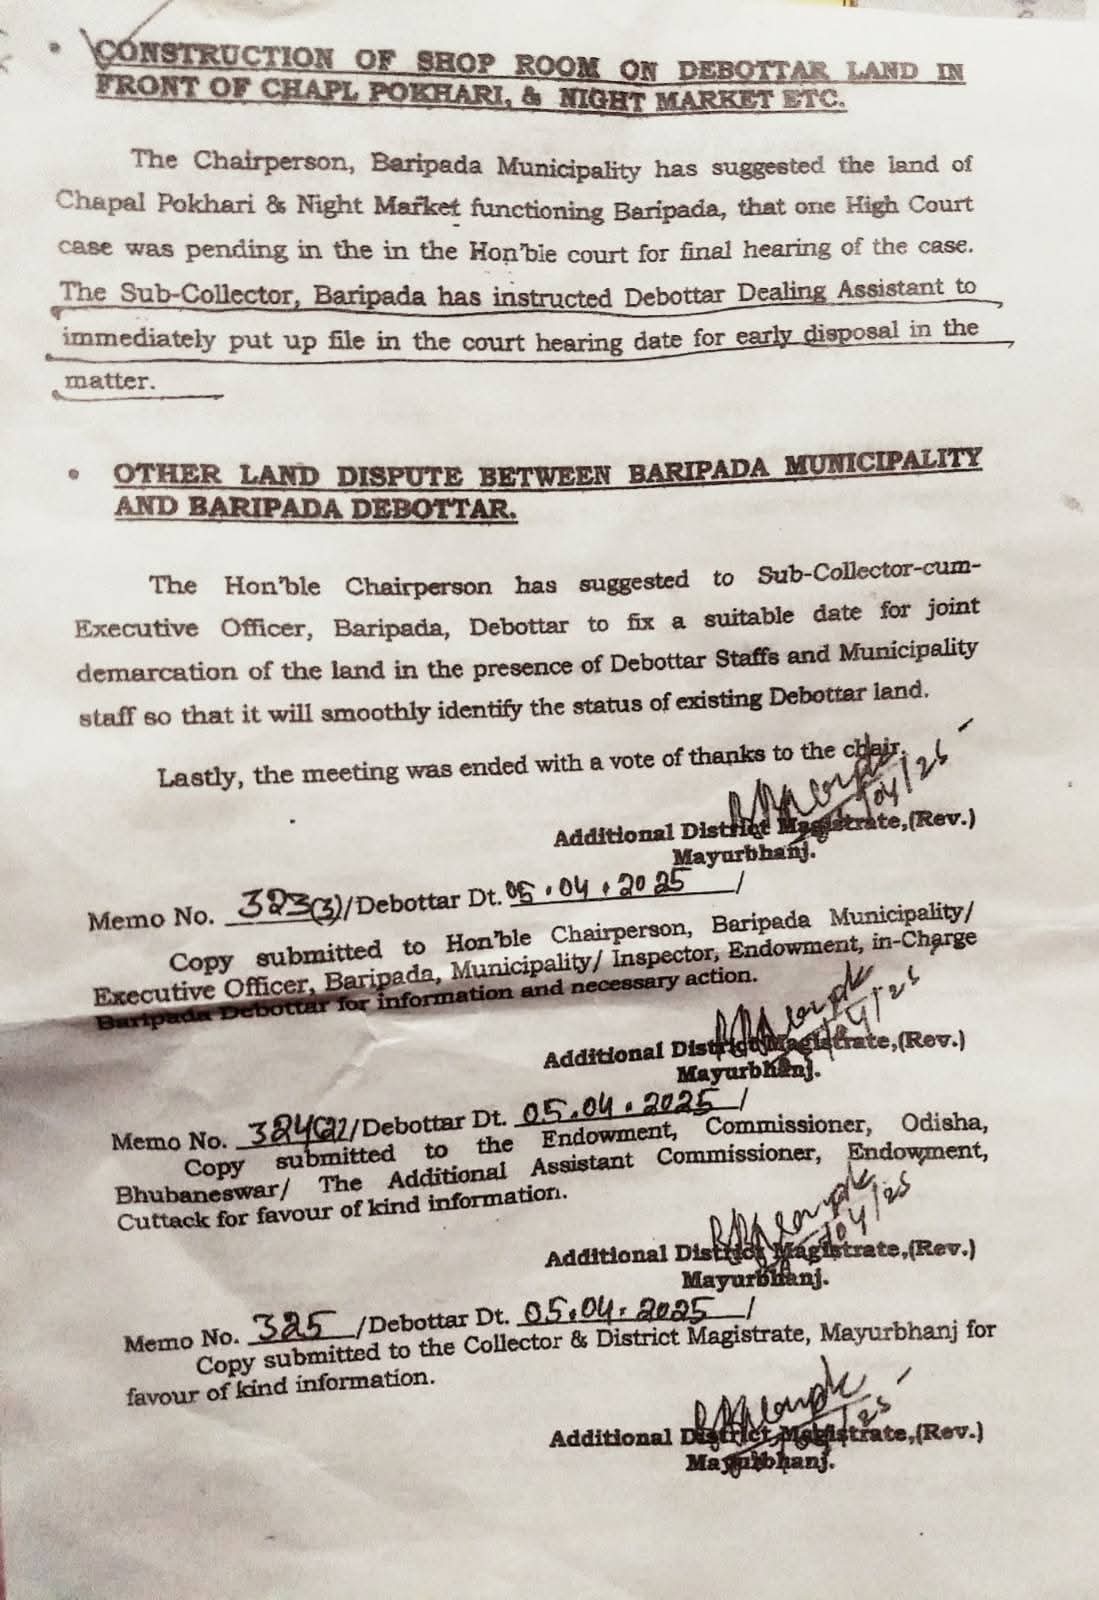 • CONSTRUCTION OF SHOP ROOM ON DEBOTTAR LAND IN
FRONT OF CHAPL POKHARI, & NIGHT MARKET ETC.
The Chairperson, Baripada Municipality has suggested the land of
Chapal Pokhari & Night Market functioning Baripada, that one High Court
case was pending in the in the Hon'ble court for final hearing of the case.
The Sub-Collector, Baripada has instructed Debottar Dealing Assistant to
immediately put up file in the court hearing date for early disposal in the
matter.
• OTHER LAND DISPUTE BETWEEN BARIPADA MUNICIPALITY
AND BARIPADA DEBOTTAR.
The Hon'ble Chairperson has suggested to Sub-Collector-cum-
Executive Officer, Baripada, Debottar to fix a suitable date for joint
demarcation of the land in the presence of Debottar Staffs and Municipality
staff so that it will smoothly identify the status of existing Debottar land.
Lastly, the meeting was ended with a vote of thanks to the chair.
/04/25
Additional District Magistrate,(Rev.)
Mayurbhanj.
Memo No. 323(3)/Debottar Dt. 05.04.2025/
Copy submitted to Hon'ble Chairperson, Baripada Municipality/
Executive Officer, Baripada, Municipality/ Inspector, Endowment, in-Charge
Baripada Debottar for information and necessary action.
/04/25
Additional District Magistrate,(Rev.)
Mayurbhanj.
Memo No. 324(2)/Debottar Dt. 05.04.2025/
Copy submitted to the Endowment, Commissioner, Odisha,
Bhubaneswar/ The Additional Assistant Commissioner, Endowment,
Cuttack for favour of kind information.
/04/25
Additional District Magistrate,(Rev.)
Mayurbhanj.
Memo No. 325/Debottar Dt. 05.04.2025/
Copy submitted to the Collector & District Magistrate, Mayurbhanj for
favour of kind information.
Additional District Magistrate,(Rev.)
Mayurbhanj.